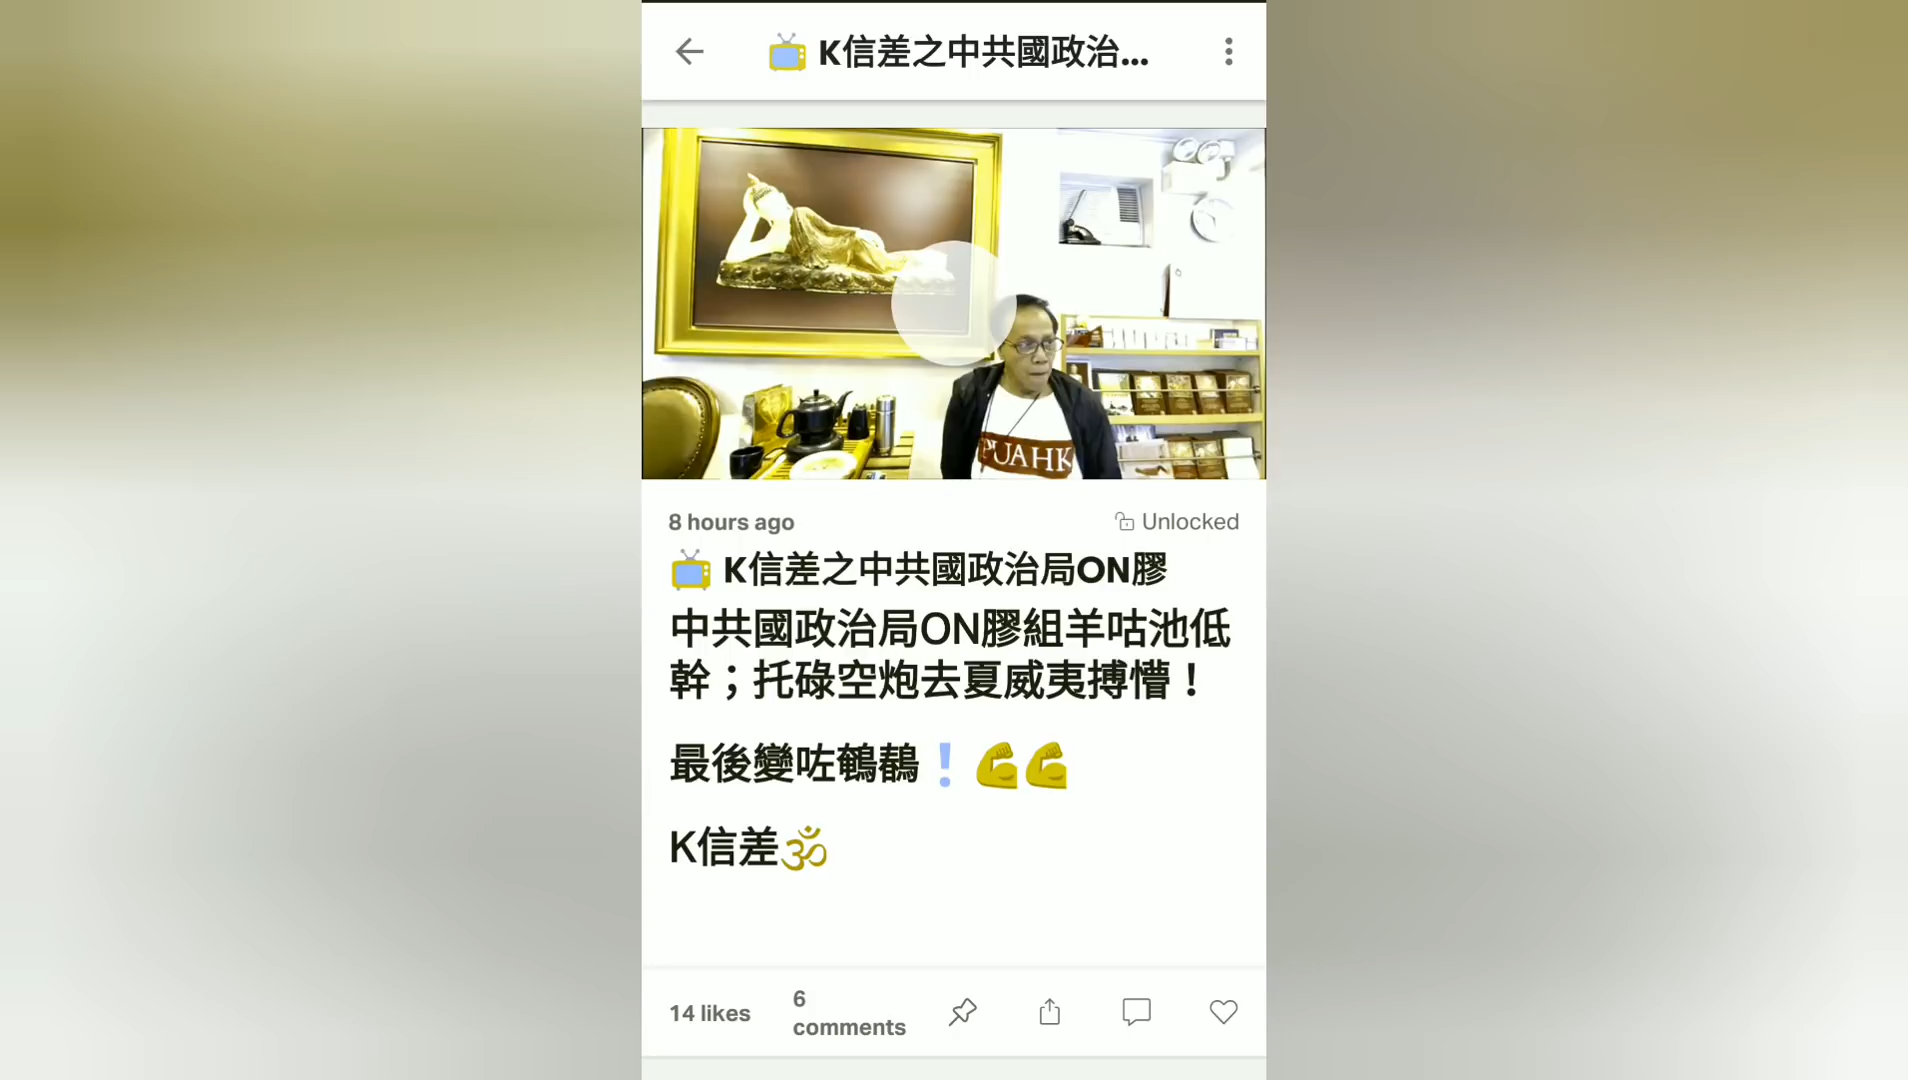 📺 K信差之中共國政治...
PUAHK
8 hours ago
Unlocked
📺 K信差之中共國政治局ON膠
中共國政治局ON膠組羊咕池低
幹；托碌空炮去夏威夷搏懵！
最後變咗鵪鶉❗💪💪
K信差🕉
14 likes
6
comments